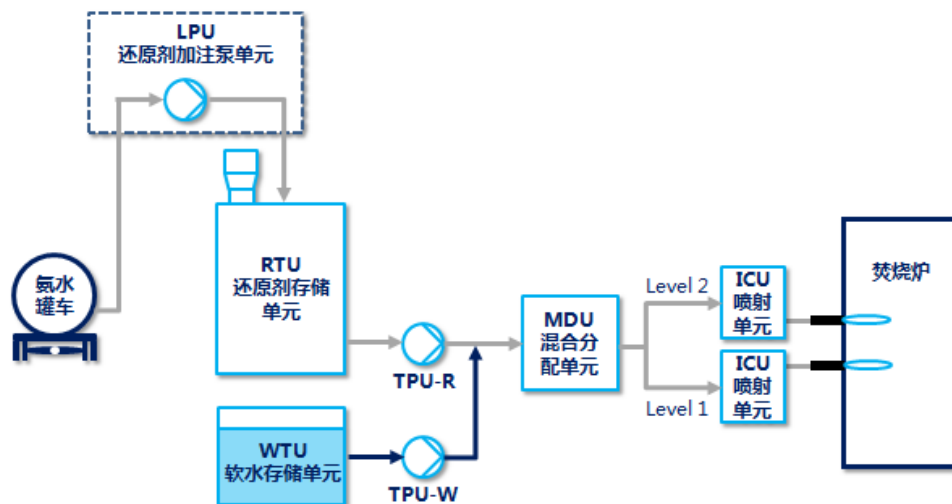 LPU
还原剂加注泵单元
氨水
罐车
RTU
还原剂存储
单元
TPU-R
WTU
软水存储单元
TPU-W
MDU
混合分
配单元
Level 2
ICU
喷射
单元
Level 1
ICU
喷射
单元
焚烧炉